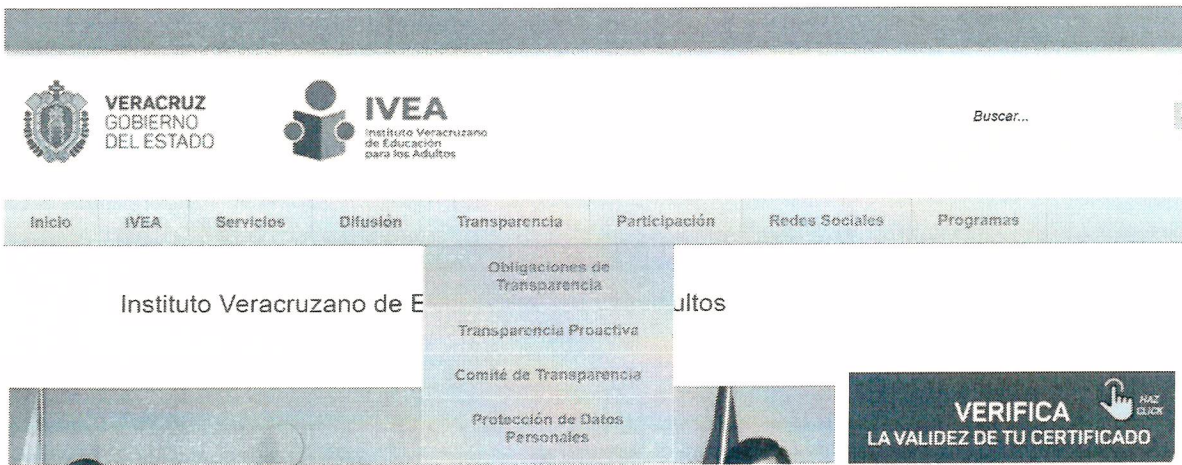 VERACRUZ
GOBIERNO
DEL ESTADO
IVEA
Instituto Veracruzano
de Educación
para los Adultos
Buscar...
Inicio IVEA Servicios Difusión Transparencia Participación Redes Sociales Programas
Obligaciones de
Transparencia
Instituto Veracruzano de E ultos
Transparencia Proactiva
Comité de Transparencia
Protección de Datos
Personales
HAZ
CLICK
VERIFICA
LA VALIDEZ DE TU CERTIFICADO